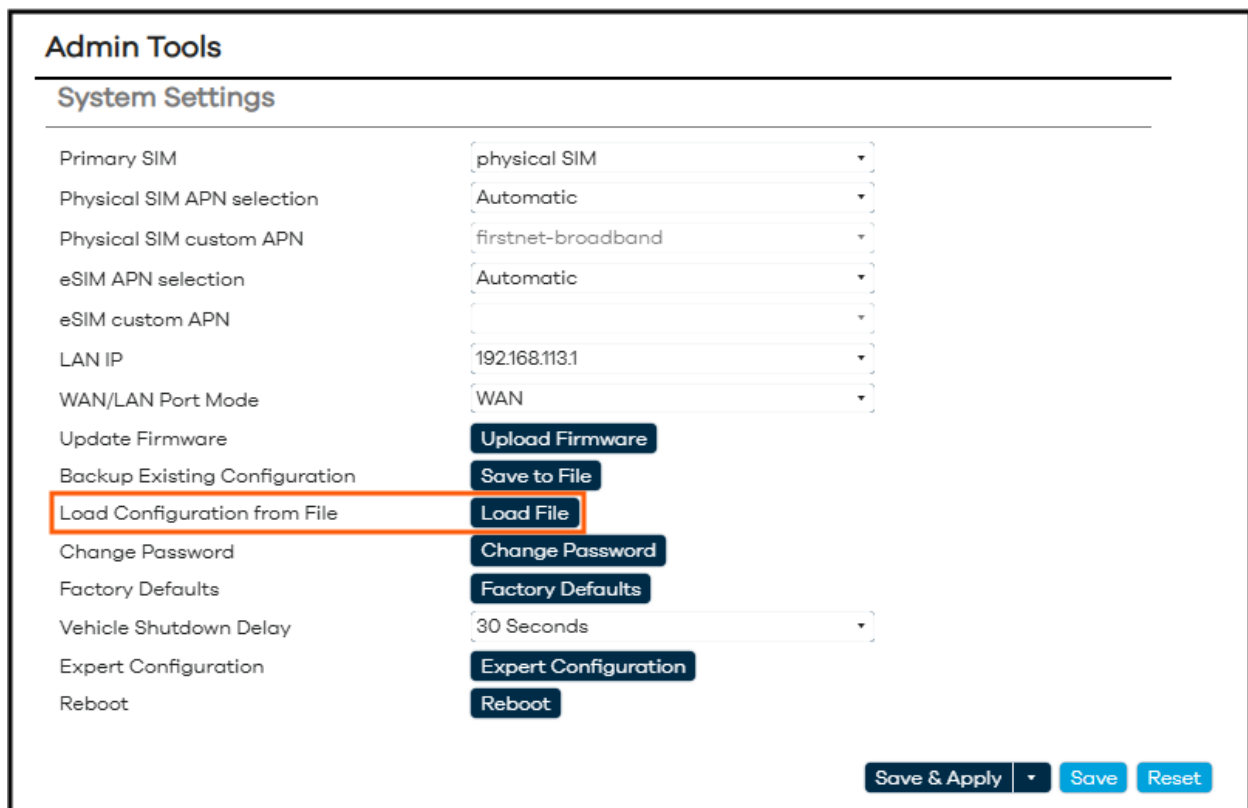 Admin Tools
System Settings
Primary SIM physical SIM
Physical SIM APN selection Automatic
Physical SIM custom APN firstnet-broadband
eSIM APN selection Automatic
eSIM custom APN
LAN IP 192.168.113.1
WAN/LAN Port Mode WAN
Update Firmware Upload Firmware
Backup Existing Configuration Save to File
Load Configuration from File Load File
Change Password Change Password
Factory Defaults Factory Defaults
Vehicle Shutdown Delay 30 Seconds
Expert Configuration Expert Configuration
Reboot Reboot
Save & Apply Save Reset